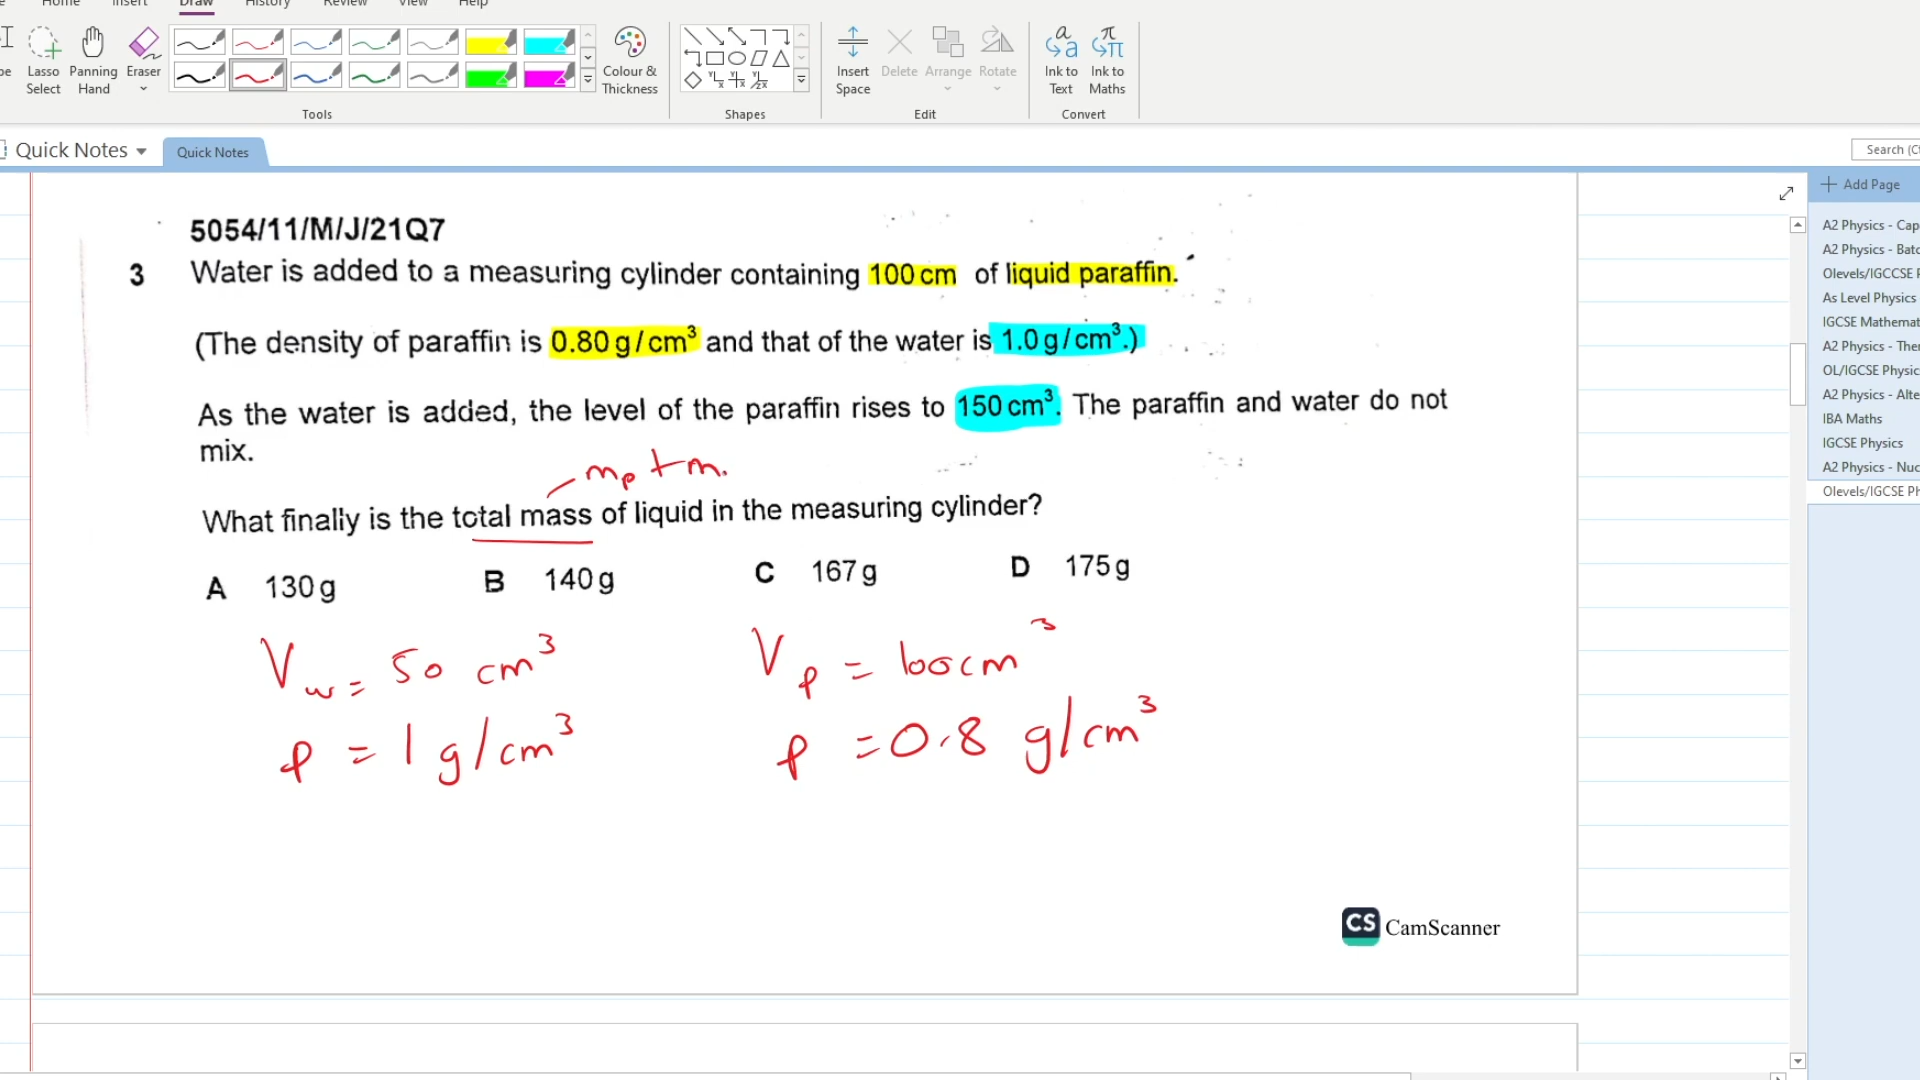 Home Insert Draw History Review View Help
Lasso Select
Panning Hand
Eraser
Colour & Thickness
Insert Space
Delete
Arrange
Rotate
Ink to Text
Ink to Maths
Tools
Shapes
Edit
Convert
Quick Notes
Quick Notes
Search (Ct
Add Page
A2 Physics - Cap
A2 Physics - Batc
Olevels/IGCCSE P
As Level Physics
IGCSE Mathemat
A2 Physics - Ther
OL/IGCSE Physic
A2 Physics - Alte
IBA Maths
IGCSE Physics
A2 Physics - Nuc
Olevels/IGCSE Ph
5054/11/M/J/21Q7
3 Water is added to a measuring cylinder containing 100 cm of liquid paraffin.
(The density of paraffin is 0.80 g/cm³ and that of the water is 1.0 g/cm³.)
As the water is added, the level of the paraffin rises to 150 cm³. The paraffin and water do not
mix.
mp + m.
What finally is the total mass of liquid in the measuring cylinder?
A 130 g B 140 g C 167 g D 175 g
Vw = 50 cm³ Vp = 100 cm³
ρ = 1 g/cm³ ρ = 0.8 g/cm³
CS CamScanner